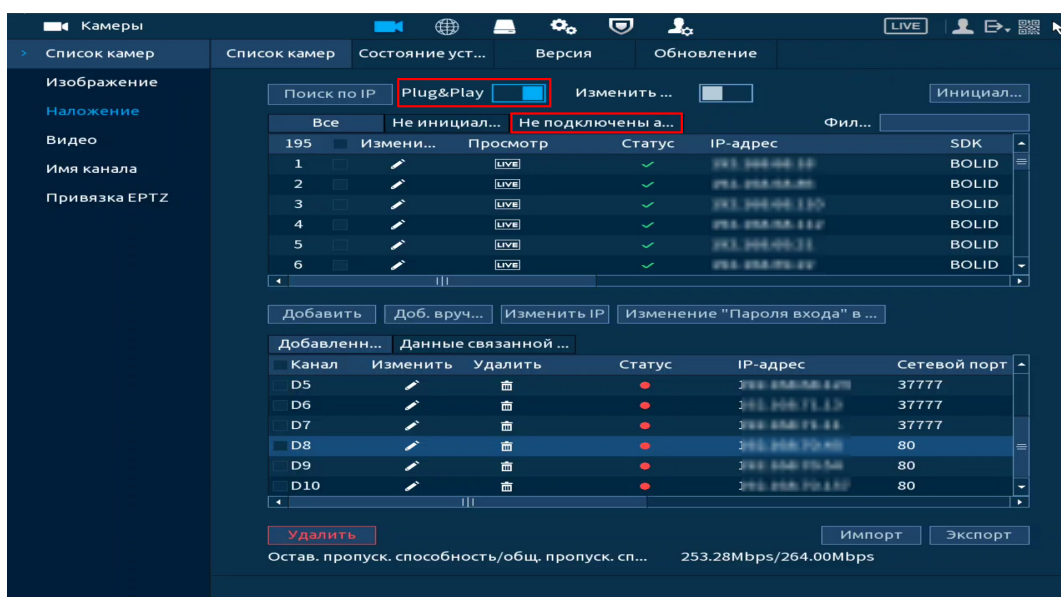 Камеры LIVE
Список камер Список камер Состояние уст... Версия Обновление
Изображение
Поиск по IP Plug&Play Изменить ... Инициал...
Наложение
Все Не инициал... Не подключены а... Фил...
Видео
195 Измени... Просмотр Статус IP-адрес SDK
Имя канала
1 LIVE BOLID
2 LIVE BOLID
Привязка EPTZ
3 LIVE BOLID
4 LIVE BOLID
5 LIVE BOLID
6 LIVE BOLID
Добавить Доб. вруч... Изменить IP Изменение "Пароля входа" в ...
Добавленн... Данные связанной ...
Канал Изменить Удалить Статус IP-адрес Сетевой порт
D5 37777
D6 37777
D7 37777
D8 80
D9 80
D10 80
Удалить Импорт Экспорт
Остав. пропуск. способность/общ. пропуск. сп... 253.28Mbps/264.00Mbps